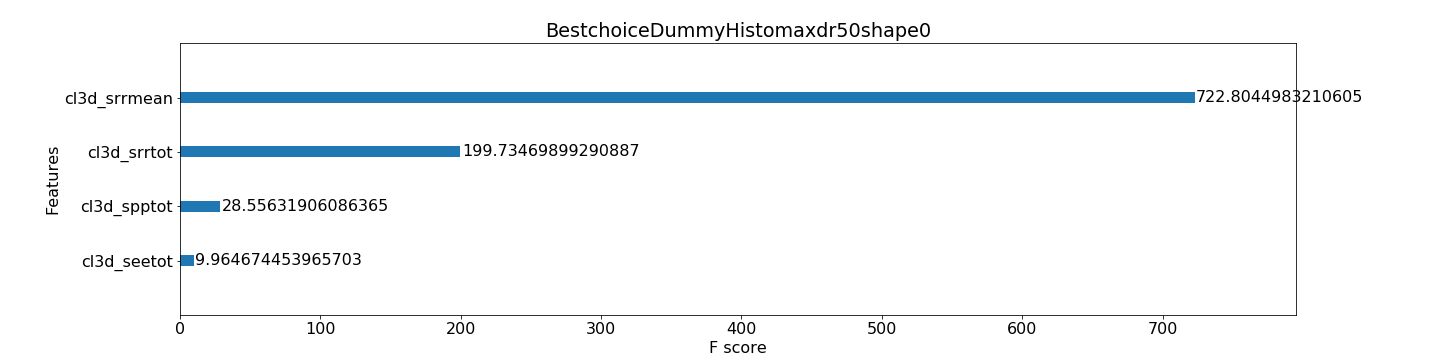 BestchoiceDummyHistomaxdr50shape0
cl3d_srrmean
722.8044983210605
cl3d_srrtot
199.73469899290887
Features
cl3d_spptot
28.55631906086365
cl3d_seetot
9.964674453965703
0 100 200 300 400 500 600 700
F score